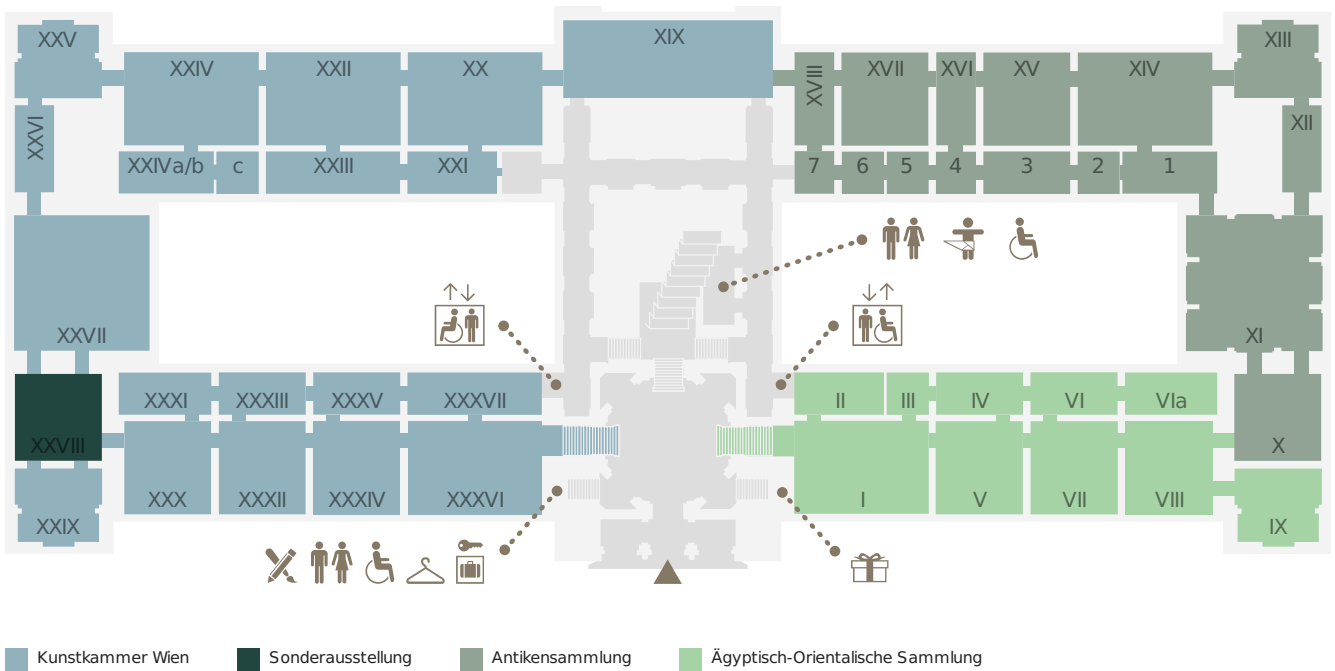 XXV
XXIV
XXII
XX
XIX
XVIII
XVII
XVI
XV
XIV
XIII
XXVI
XII
XXIVa/b
c
XXIII
XXI
7
6
5
4
3
2
1
XXVII
XI
XXXI
XXXIII
XXXV
XXXVII
II
III
IV
VI
VIa
XXVIII
X
XXX
XXXII
XXXIV
XXXVI
I
V
VII
VIII
XXIX
IX
Kunstkammer Wien
Sonderausstellung
Antikensammlung
Ägyptisch-Orientalische Sammlung